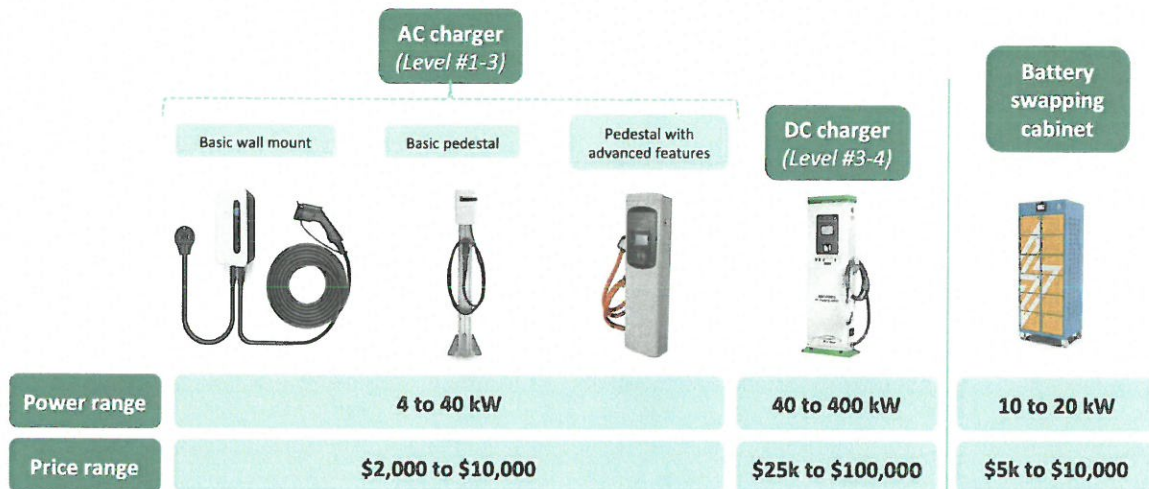 AC charger
(Level #1-3)
Battery
swapping
cabinet
Basic wall mount
Basic pedestal
Pedestal with
advanced features
DC charger
(Level #3-4)
Power range
4 to 40 kW
40 to 400 kW
10 to 20 kW
Price range
$2,000 to $10,000
$25k to $100,000
$5k to $10,000